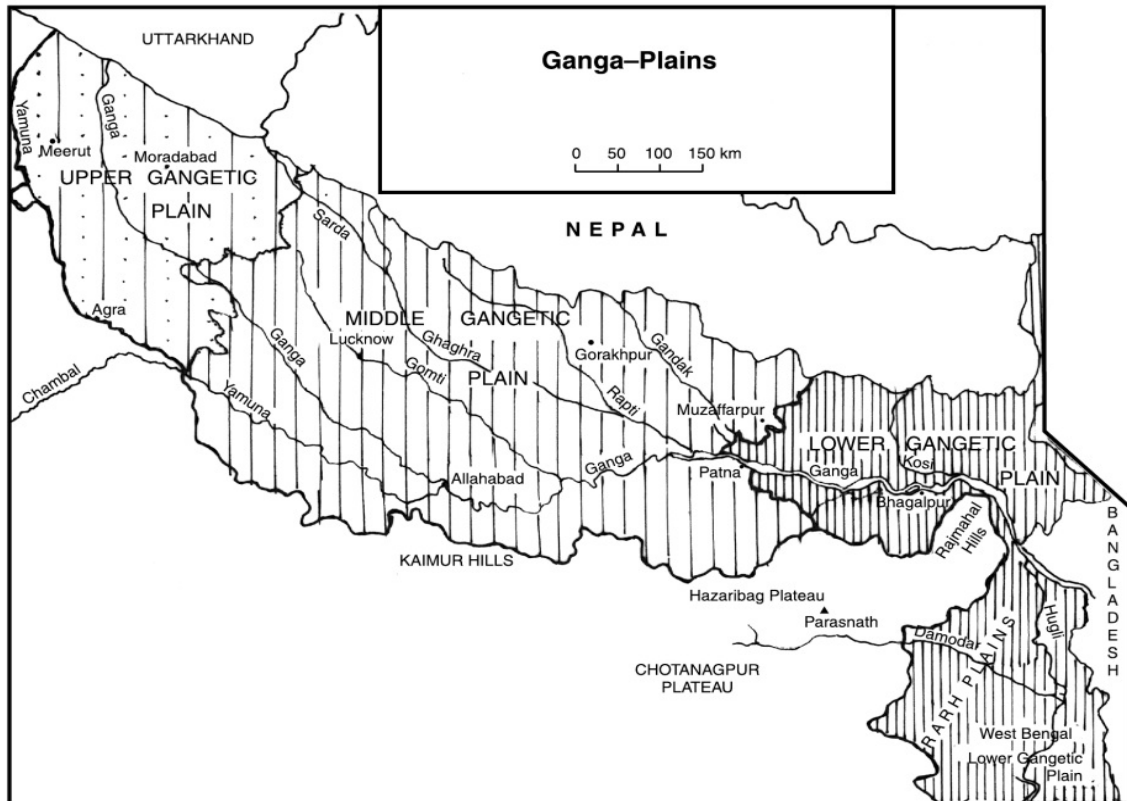 UTTARKHAND
Ganga–Plains
0 50 100 150 km
Yamuna
Ganga
Meerut
Moradabad
UPPER GANGETIC
PLAIN
NEPAL
Sarda
Agra
Chambal
MIDDLE GANGETIC
PLAIN
Lucknow
Ganga
Ghaghra
Gomti
Gorakhpur
Gandak
Rapti
Yamuna
Muzaffarpur
LOWER GANGETIC
PLAIN
Allahabad
Ganga
Patna
Ganga
Kosi
Bhagalpur
Rajmahal
Hills
BANGLADESH
KAIMUR HILLS
Hazaribag Plateau
Parasnath
Damodar
Hugli
CHOTANAGPUR
PLATEAU
RARH PLAINS
West Bengal
Lower Gangetic
Plain